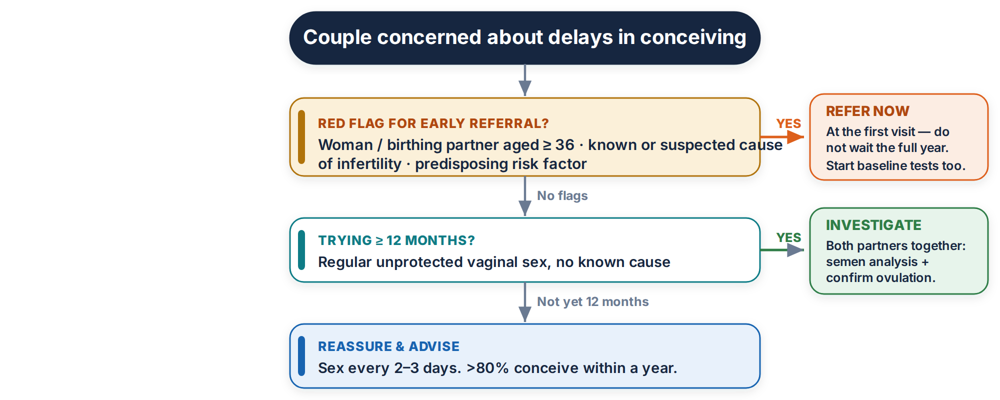 Couple concerned about delays in conceiving
RED FLAG FOR EARLY REFERRAL?
Woman / birthing partner aged ≥ 36 · known or suspected cause
of infertility · predisposing risk factor
YES
REFER NOW
At the first visit — do
not wait the full year.
Start baseline tests too.
No flags
TRYING ≥ 12 MONTHS?
Regular unprotected vaginal sex, no known cause
YES
INVESTIGATE
Both partners together:
semen analysis +
confirm ovulation.
Not yet 12 months
REASSURE & ADVISE
Sex every 2–3 days. >80% conceive within a year.